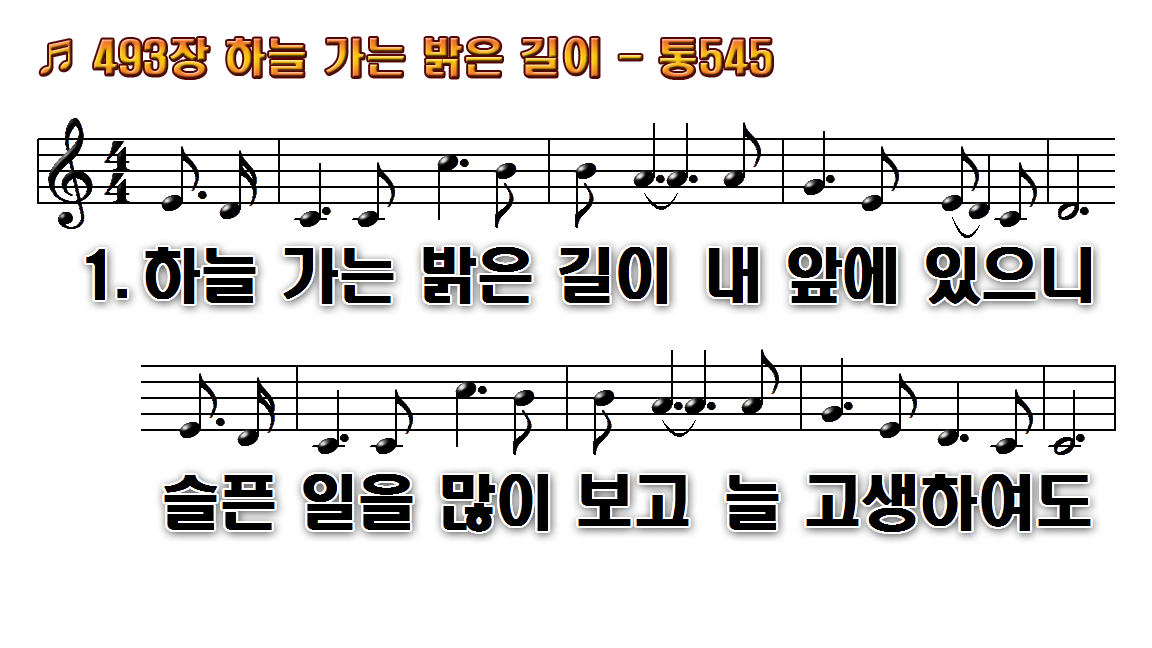 ♬ 493장 하늘 가는 밝은 길이 - 통545
4
4
1. 하늘 가는 밝은 길이 내 앞에 있으니
슬픈 일을 많이 보고 늘 고생하여도